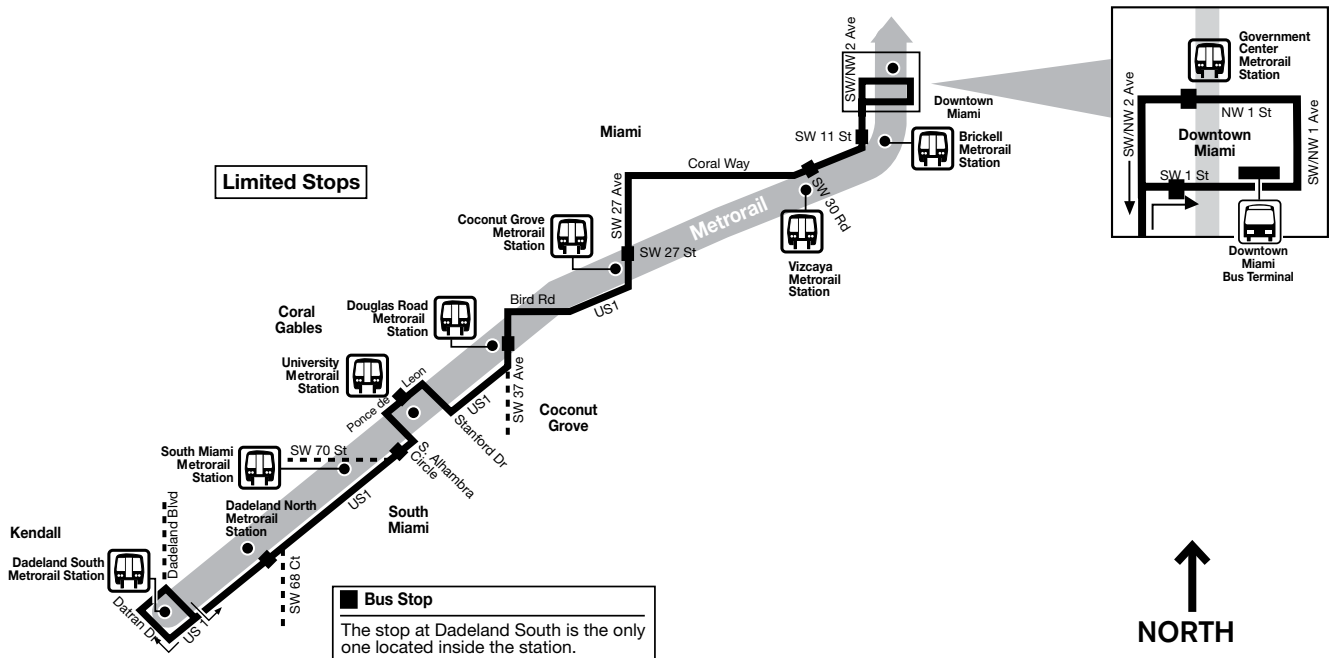 SW/NW 2 Ave
Downtown
Miami
SW 11 St
Brickell
Metrorail
Station
Miami
Coral Way
Limited Stops
SW 27 Ave
SW 30 Rd
Metrorail
Coconut Grove
Metrorail
Station
SW 27 St
Vizcaya
Metrorail
Station
Bird Rd
US1
Coral
Gables
Douglas Road
Metrorail
Station
University
Metrorail
Station
Ponce de Leon
US1
SW 37 Ave
Stanford Dr
Coconut
Grove
South Miami
Metrorail
Station
SW 70 St
S. Alhambra
Circle
US1
South
Miami
Dadeland North
Metrorail
Station
Kendall
Dadeland Blvd
Dadeland South
Metrorail Station
SW 68 Ct
Datran Dr
US 1
Bus Stop
The stop at Dadeland South is the only
one located inside the station.
Government
Center
Metrorail
Station
SW/NW 2 Ave
NW 1 St
SW/NW 1 Ave
Downtown
Miami
SW 1 St
Downtown
Miami
Bus Terminal
NORTH